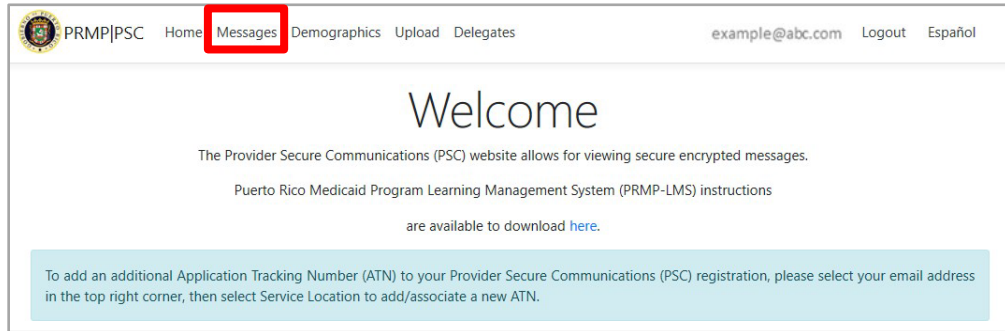 PRMP|PSC Home Messages Demographics Upload Delegates example@abc.com Logout Español
Welcome
The Provider Secure Communications (PSC) website allows for viewing secure encrypted messages.
Puerto Rico Medicaid Program Learning Management System (PRMP-LMS) instructions
are available to download here.
To add an additional Application Tracking Number (ATN) to your Provider Secure Communications (PSC) registration, please select your email address
in the top right corner, then select Service Location to add/associate a new ATN.